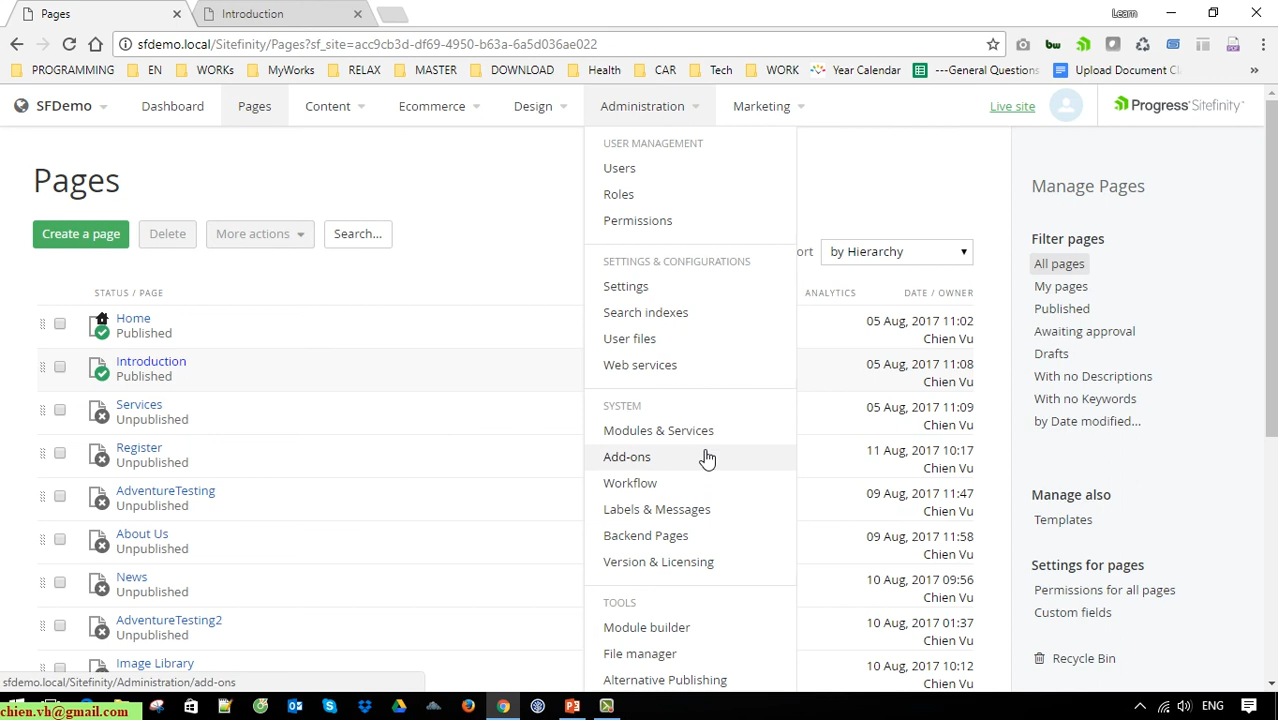 Pages
Introduction
Learn
sfdemo.local/Sitefinity/Pages?sf_site=acc9cb3d-df69-4950-b63a-6a5d036ae022
PROGRAMMING
EN
WORKs
MyWorks
RELAX
MASTER
DOWNLOAD
Health
CAR
Tech
WORK
Year Calendar
---General Questions
Upload Document Cl
SFDemo
Dashboard
Pages
Content
Ecommerce
Design
Administration
Marketing
Live site
Progress Sitefinity
Pages
Create a page
Delete
More actions
Search...
ort
by Hierarchy
STATUS / PAGE
ANALYTICS
DATE / OWNER
Home
Published
05 Aug, 2017 11:02
Chien Vu
Introduction
Published
05 Aug, 2017 11:08
Chien Vu
Services
Unpublished
05 Aug, 2017 11:09
Chien Vu
Register
Unpublished
11 Aug, 2017 10:17
Chien Vu
AdventureTesting
Unpublished
09 Aug, 2017 11:47
Chien Vu
About Us
Unpublished
09 Aug, 2017 11:58
Chien Vu
News
Unpublished
10 Aug, 2017 09:56
Chien Vu
AdventureTesting2
Unpublished
10 Aug, 2017 01:37
Chien Vu
Image Library
10 Aug, 2017 10:12
Chien Vu
USER MANAGEMENT
Users
Roles
Permissions
SETTINGS & CONFIGURATIONS
Settings
Search indexes
User files
Web services
SYSTEM
Modules & Services
Add-ons
Workflow
Labels & Messages
Backend Pages
Version & Licensing
TOOLS
Module builder
File manager
Alternative Publishing
Manage Pages
Filter pages
All pages
My pages
Published
Awaiting approval
Drafts
With no Descriptions
With no Keywords
by Date modified...
Manage also
Templates
Settings for pages
Permissions for all pages
Custom fields
Recycle Bin
sfdemo.local/Sitefinity/Administration/add-ons
chien.vh@gmail.com
ENG